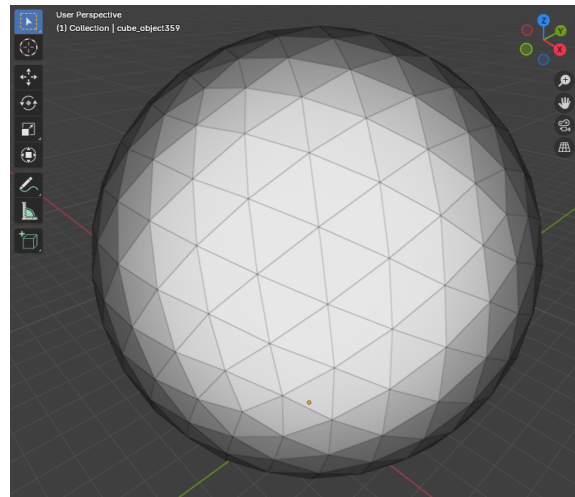 User Perspective
(1) Collection | cube_object359
Z
Y
X